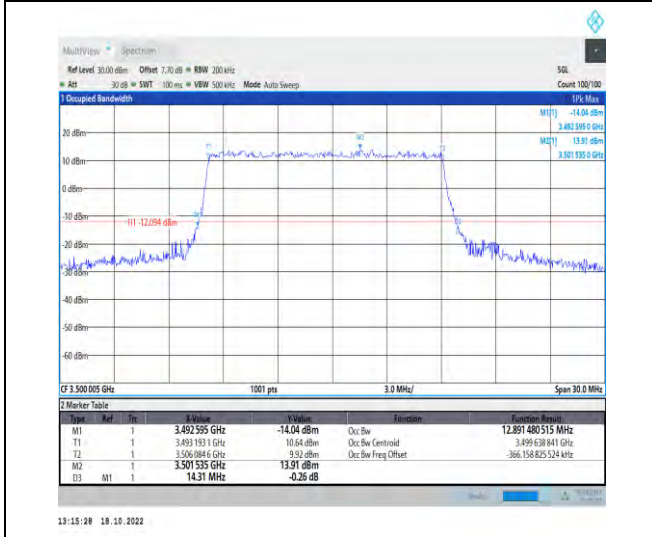 MultiView Spectrum
Ref Level 30.00 dBm Offset 7.70 dB RBW 200 kHz SGL
Att 30 dB SWT 100 ms VBW 500 kHz Mode Auto Sweep Count 100/100
1 Occupied Bandwidth 1Pk Max
M1[1] -14.04 dBm
3.492 595 0 GHz
M2[1] 13.91 dBm
3.501 535 0 GHz
20 dBm
T1 M2 T2
10 dBm
0 dBm
-10 dBm
H1 -12.094 dBm
-20 dBm
-30 dBm
-40 dBm
-50 dBm
-60 dBm
CF 3.500 005 GHz 1001 pts 3.0 MHz/ Span 30.0 MHz
2 Marker Table
Type Ref Trc X-Value Y-Value Function Function Result
M1 1 3.492 595 GHz -14.04 dBm Occ Bw 12.891 480 515 MHz
T1 1 3.493 193 1 GHz 10.64 dBm Occ Bw Centroid 3.499 638 841 GHz
T2 1 3.506 084 6 GHz 9.92 dBm Occ Bw Freq Offset -366.158 825 524 kHz
M2 1 3.501 535 GHz 13.91 dBm
D3 M1 1 14.31 MHz -0.26 dB
13:15:28 18.10.2022